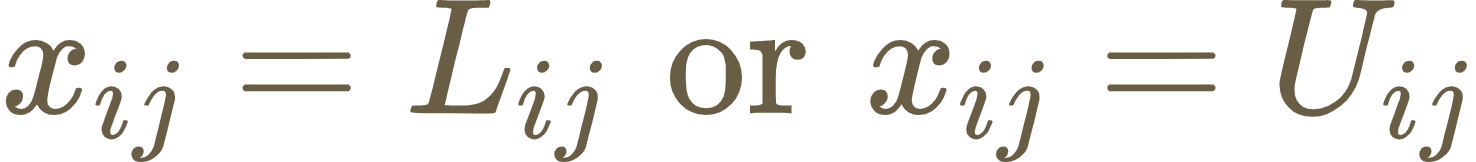 x_{ij} = L_{ij} or x_{ij} = U_{ij}